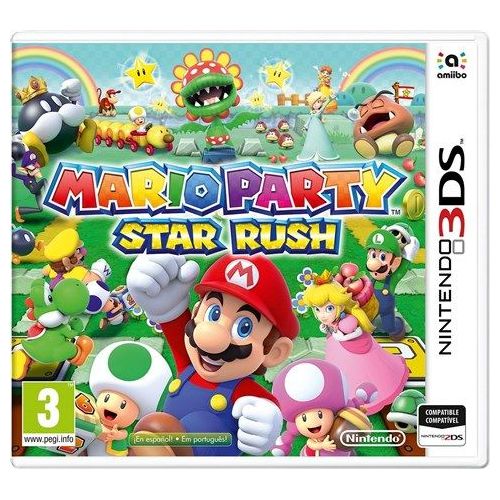 amiibo
MARIO PARTY™
STAR RUSH
NINTENDO 3DS
M
L
3
www.pegi.info
¡En español! • Em português!
Nintendo
COMPATIBLE
COMPATÍVEL
NINTENDO 2DS